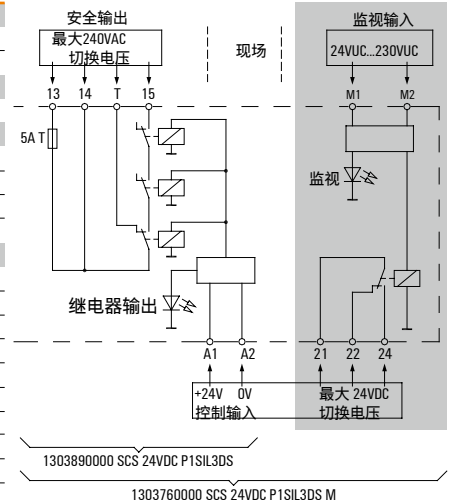 安全输出
监视输入
最大240VAC
切换电压
现场
24VUC...230VUC
13 14 T 15
M1 M2
5A T
监视
继电器输出
A1 A2 21 22 24
+24V 0V
控制输入
最大 24VDC
切换电压
1303890000 SCS 24VDC P1SIL3DS
1303760000 SCS 24VDC P1SIL3DS M